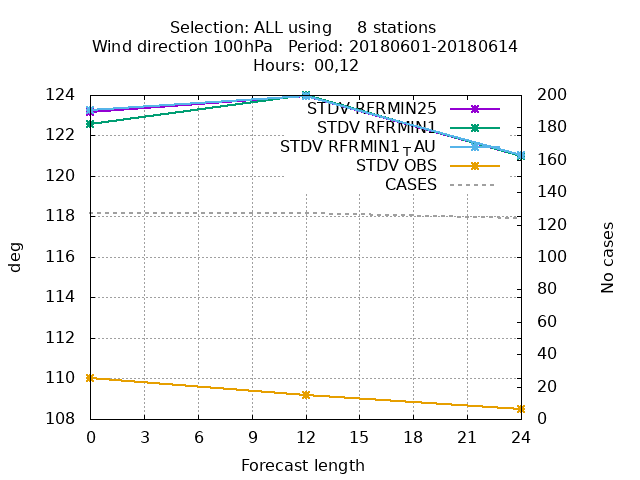 Selection: ALL using     8 stations
Wind direction 100hPa   Period: 20180601-20180614
Hours: 00,12
124
122
120
118
116
114
112
110
108
deg
200
180
160
140
120
100
80
60
40
20
0
No cases
STDV RFRMIN25
STDV RFRMIN1
STDV RFRMIN1_TAU
STDV OBS
CASES
0 3 6 9 12 15 18 21 24
Forecast length